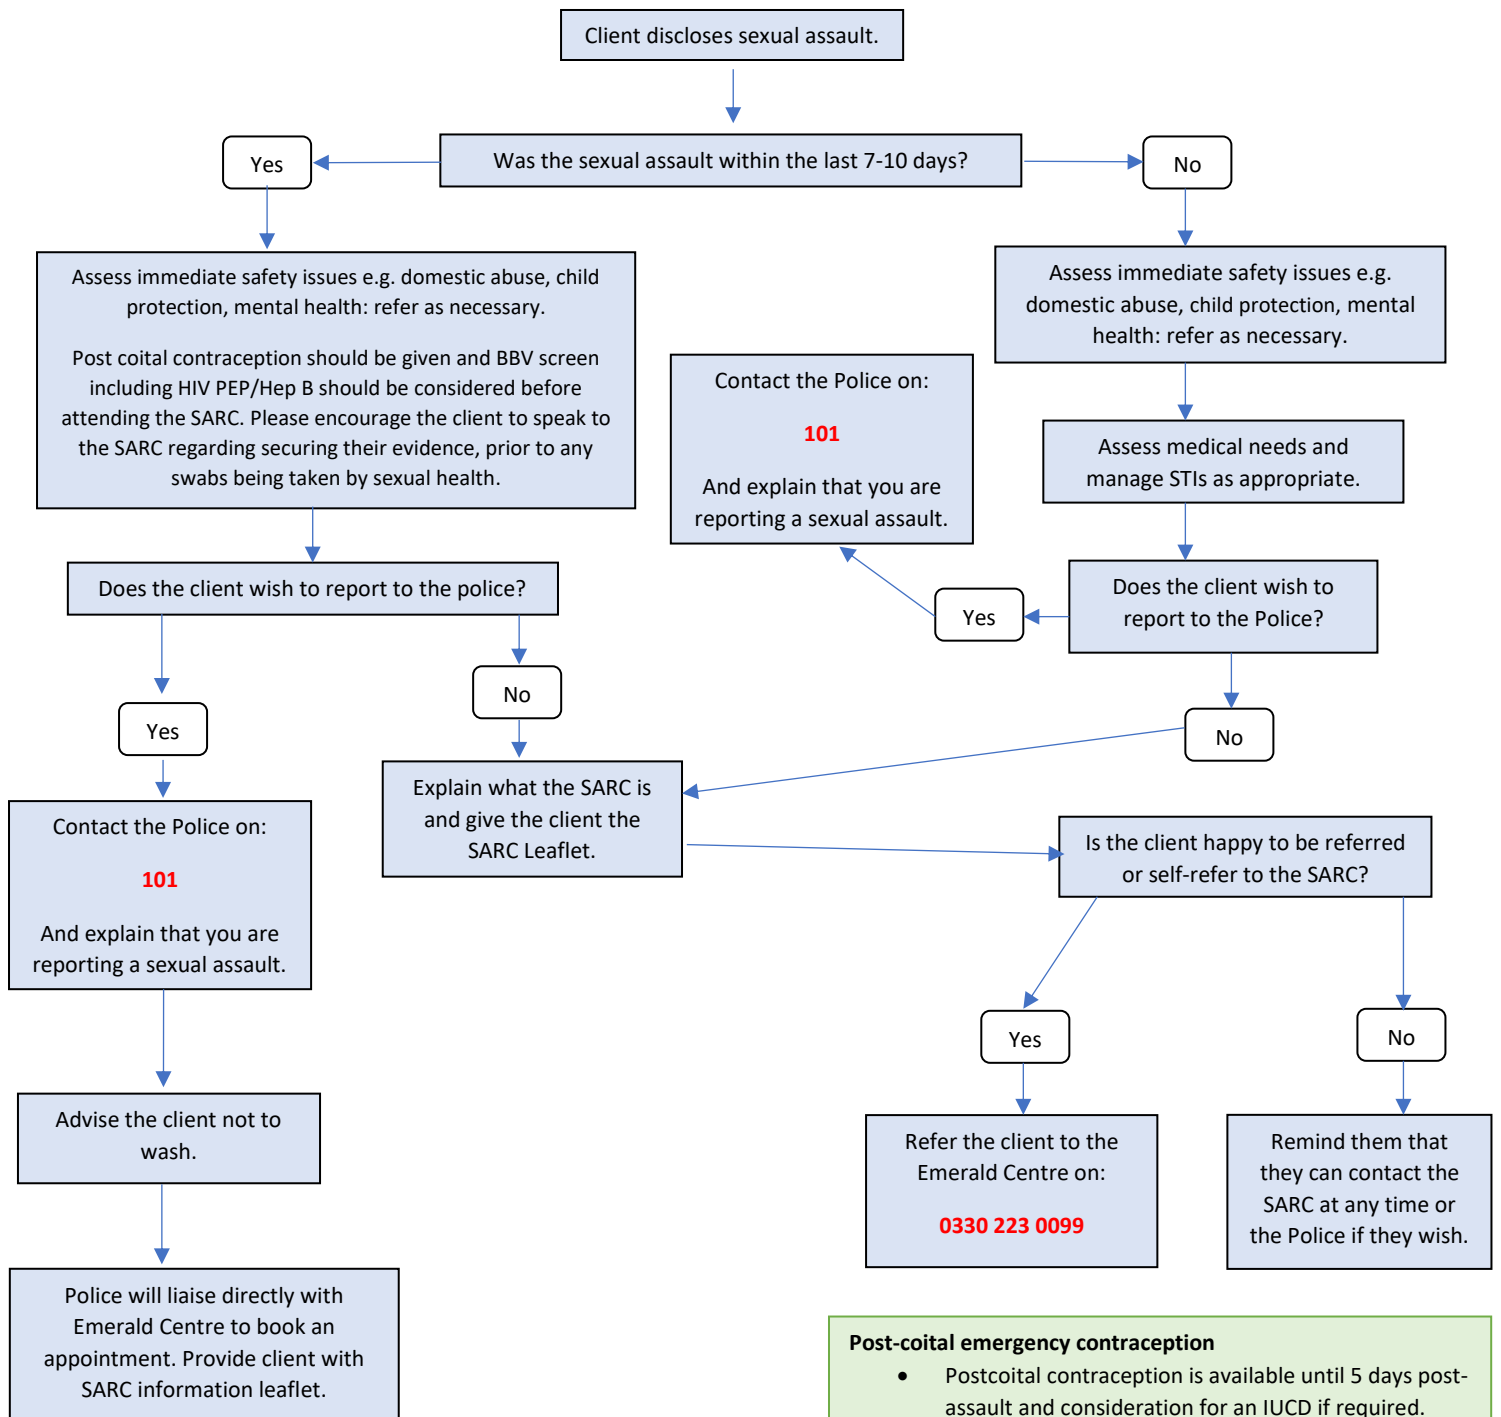 Client discloses sexual assault.
Was the sexual assault within the last 7-10 days?
Yes
No
Assess immediate safety issues e.g. domestic abuse, child
protection, mental health: refer as necessary.
Post coital contraception should be given and BBV screen
including HIV PEP/Hep B should be considered before
attending the SARC. Please encourage the client to speak to
the SARC regarding securing their evidence, prior to any
swabs being taken by sexual health.
Assess immediate safety issues e.g.
domestic abuse, child protection, mental
health: refer as necessary.
Assess medical needs and
manage STIs as appropriate.
Contact the Police on:
101
And explain that you are
reporting a sexual assault.
Does the client wish to report to the police?
Does the client wish to
report to the Police?
Yes
No
Yes
No
Explain what the SARC is
and give the client the
SARC Leaflet.
Contact the Police on:
101
And explain that you are
reporting a sexual assault.
Is the client happy to be referred
or self-refer to the SARC?
Yes
No
Advise the client not to
wash.
Refer the client to the
Emerald Centre on:
0330 223 0099
Remind them that
they can contact the
SARC at any time or
the Police if they wish.
Police will liaise directly with
Emerald Centre to book an
appointment. Provide client with
SARC information leaflet.
Post-coital emergency contraception
• Postcoital contraception is available until 5 days post-
assault and consideration for an IUCD if required.